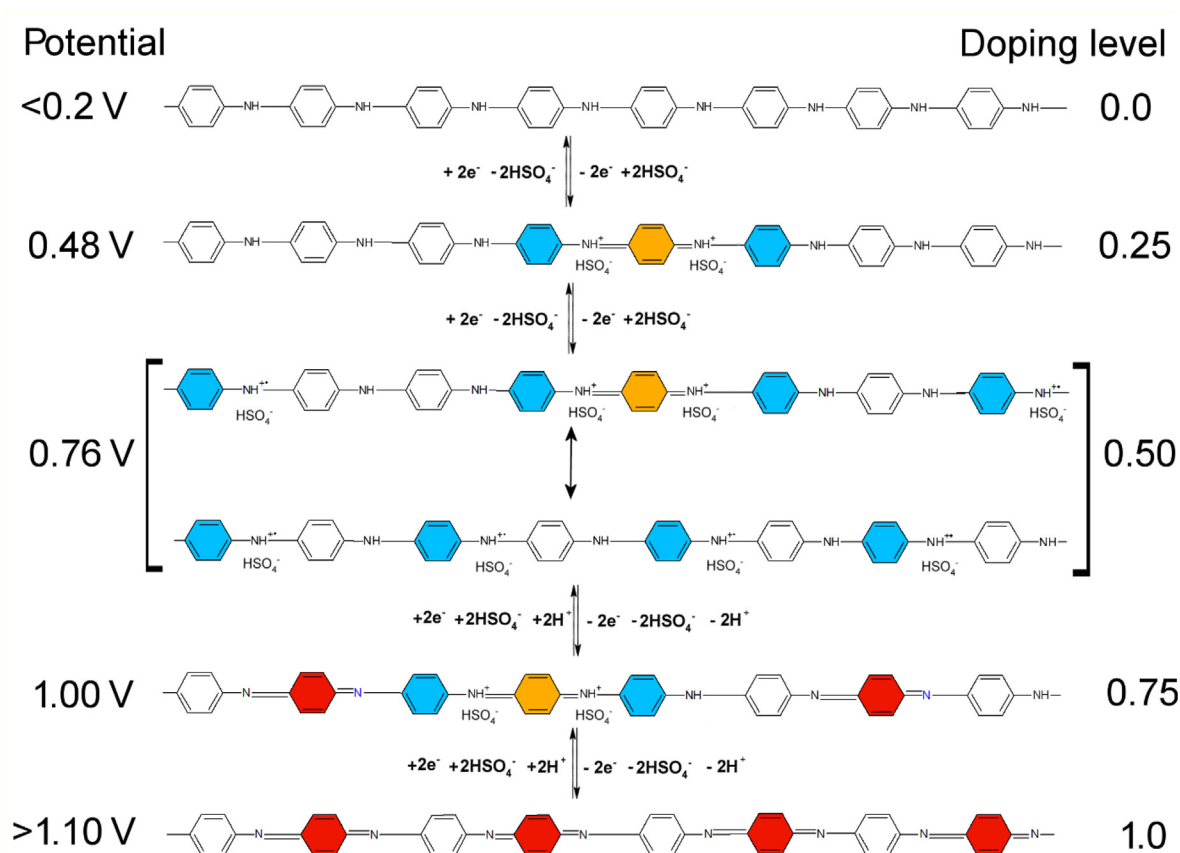 Potential Doping level
<0.2 V NH NH NH NH NH NH NH NH 0.0
+ 2e⁻ - 2HSO₄⁻ - 2e⁻ +2HSO₄⁻
0.48 V NH NH NH NH⁺ NH⁺ NH NH NH 0.25
HSO₄⁻ HSO₄⁻
+ 2e⁻ - 2HSO₄⁻ - 2e⁻ +2HSO₄⁻
NH⁺• NH NH NH⁺ NH⁺ NH NH NH⁺•
HSO₄⁻ HSO₄⁻ HSO₄⁻ HSO₄⁻
0.76 V 0.50
NH⁺• NH NH⁺• NH NH⁺• NH NH⁺• NH
HSO₄⁻ HSO₄⁻ HSO₄⁻ HSO₄⁻
+2e⁻ +2HSO₄⁻ +2H⁺ - 2e⁻ - 2HSO₄⁻ - 2H⁺
1.00 V N N NH⁺ NH⁺ NH N N NH 0.75
HSO₄⁻ HSO₄⁻
+2e⁻ +2HSO₄⁻ +2H⁺ - 2e⁻ - 2HSO₄⁻ - 2H⁺
>1.10 V N N N N N N N N 1.0